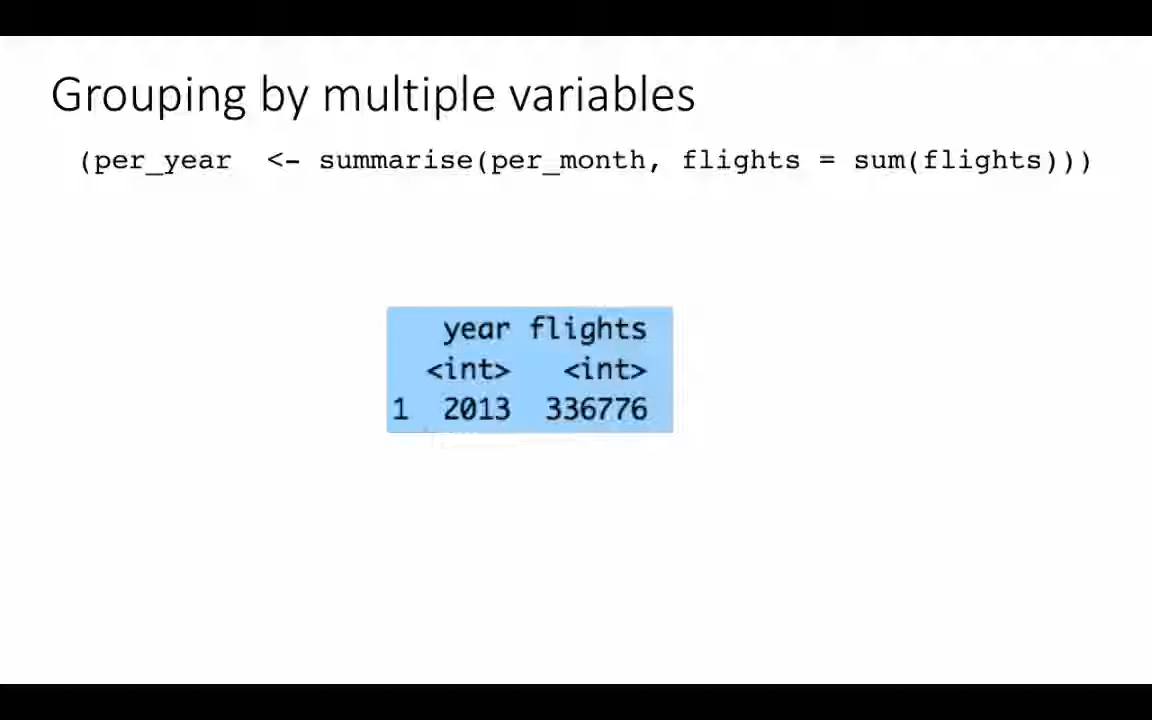 Grouping by multiple variables
(per_year  <- summarise(per_month, flights = sum(flights)))
year flights
<int>   <int>
1  2013  336776